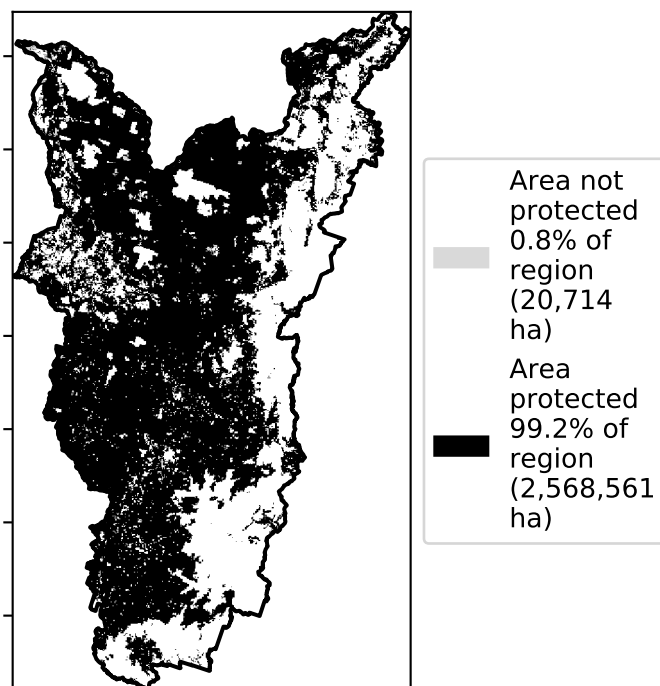 Area not
protected
0.8% of
region
(20,714
ha)
Area
protected
99.2% of
region
(2,568,561
ha)